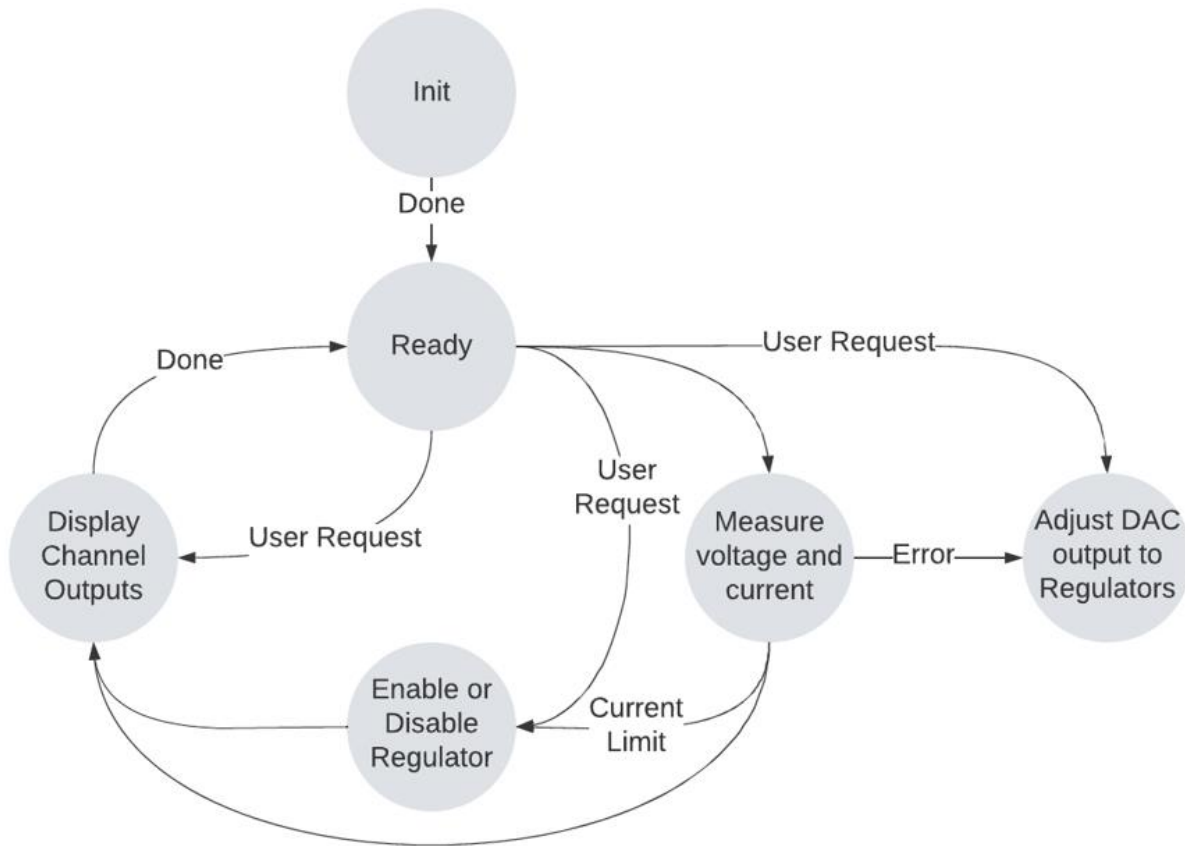 Init
Done
Ready
User Request
Done
User
Request
User Request
Display
Channel
Outputs
Measure
voltage and
current
Error
Adjust DAC
output to
Regulators
Enable or
Disable
Regulator
Current
Limit